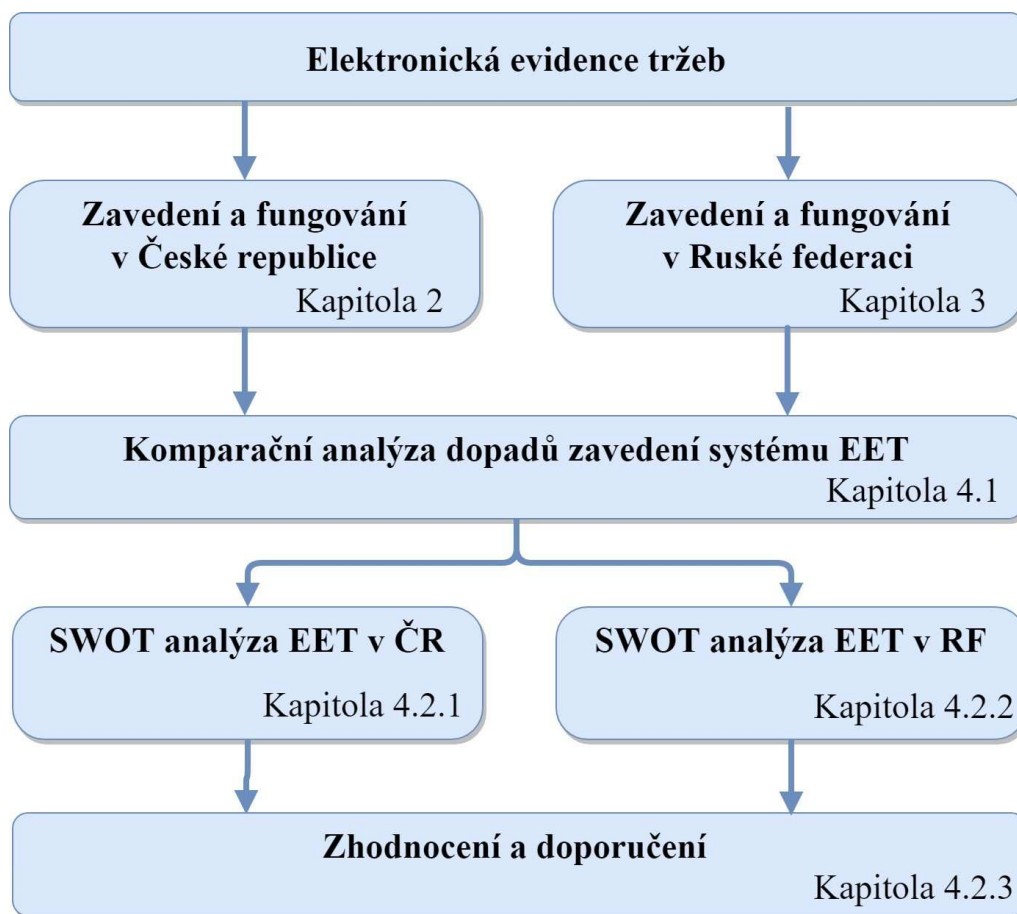 Elektronická evidence tržeb
Zavedení a fungování
v České republice
Kapitola 2
Zavedení a fungování
v Ruské federaci
Kapitola 3
Komparační analýza dopadů zavedení systému EET
Kapitola 4.1
SWOT analýza EET v ČR
Kapitola 4.2.1
SWOT analýza EET v RF
Kapitola 4.2.2
Zhodnocení a doporučení
Kapitola 4.2.3